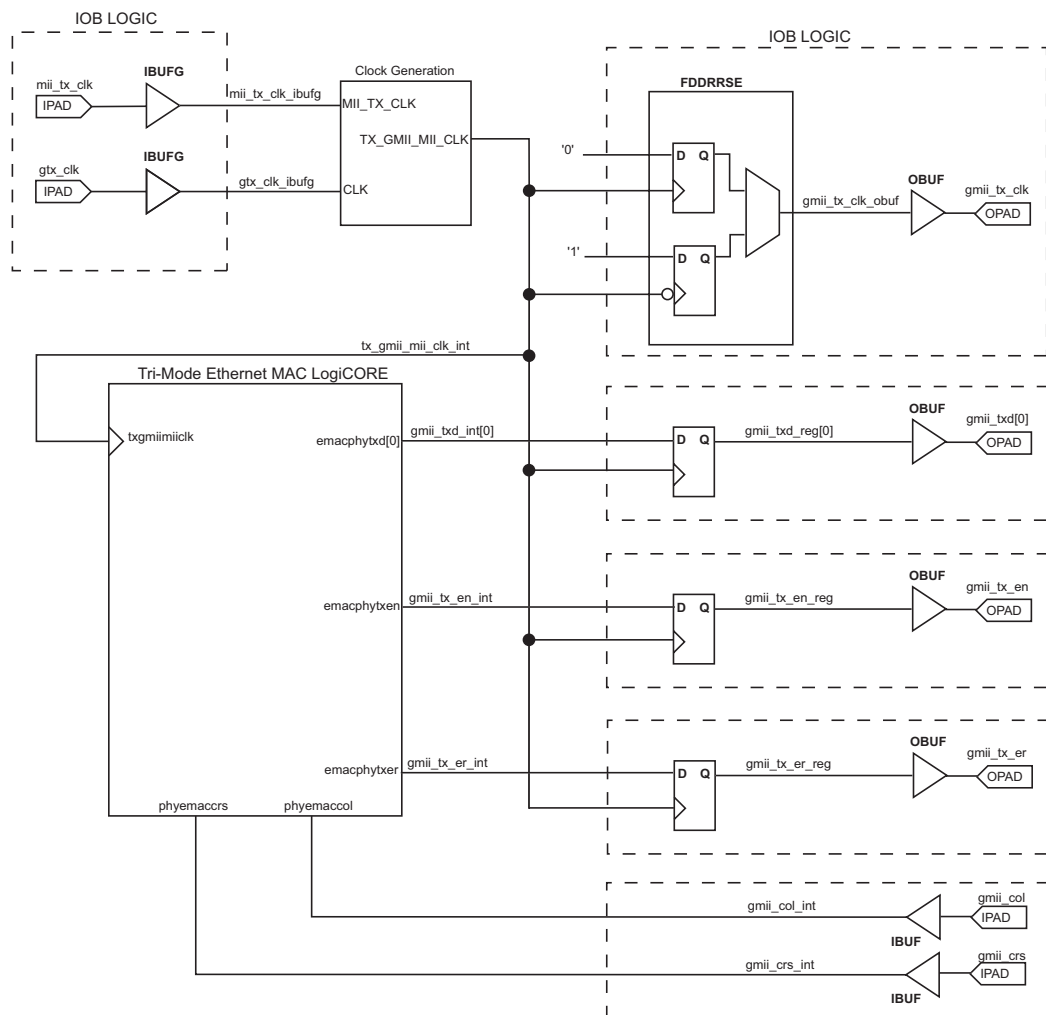 IOB LOGIC
IOB LOGIC
mii_tx_clk
IPAD
IBUFG
mii_tx_clk_ibufg
gtx_clk
IPAD
IBUFG
gtx_clk_ibufg
Clock Generation
MII_TX_CLK
TX_GMII_MII_CLK
CLK
FDDRRSE
'0'
D Q
'1'
D Q
gmii_tx_clk_obuf
OBUF
gmii_tx_clk
OPAD
tx_gmii_mii_clk_int
Tri-Mode Ethernet MAC LogiCORE
txgmiimiiclk
emacphytxd[0]
gmii_txd_int[0]
D Q
gmii_txd_reg[0]
OBUF
gmii_txd[0]
OPAD
emacphytxen
gmii_tx_en_int
D Q
gmii_tx_en_reg
OBUF
gmii_tx_en
OPAD
emacphytxer
gmii_tx_er_int
D Q
gmii_tx_er_reg
OBUF
gmii_tx_er
OPAD
phyemaccrs
phyemaccol
gmii_col_int
IBUF
gmii_col
IPAD
gmii_crs_int
IBUF
gmii_crs
IPAD